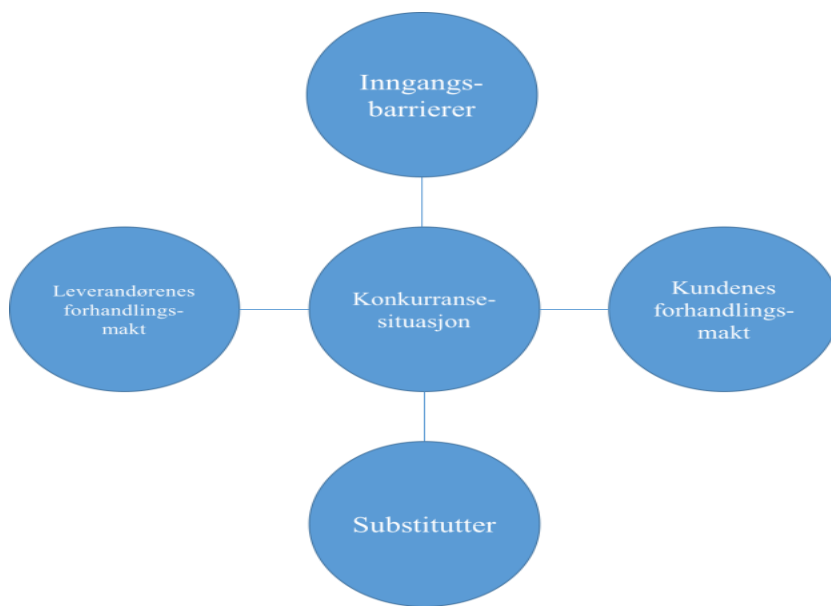 Inngangs-
barrierer
Leverandørenes
forhandlings-
makt
Konkurranse-
situasjon
Kundenes
forhandlings-
makt
Substitutter